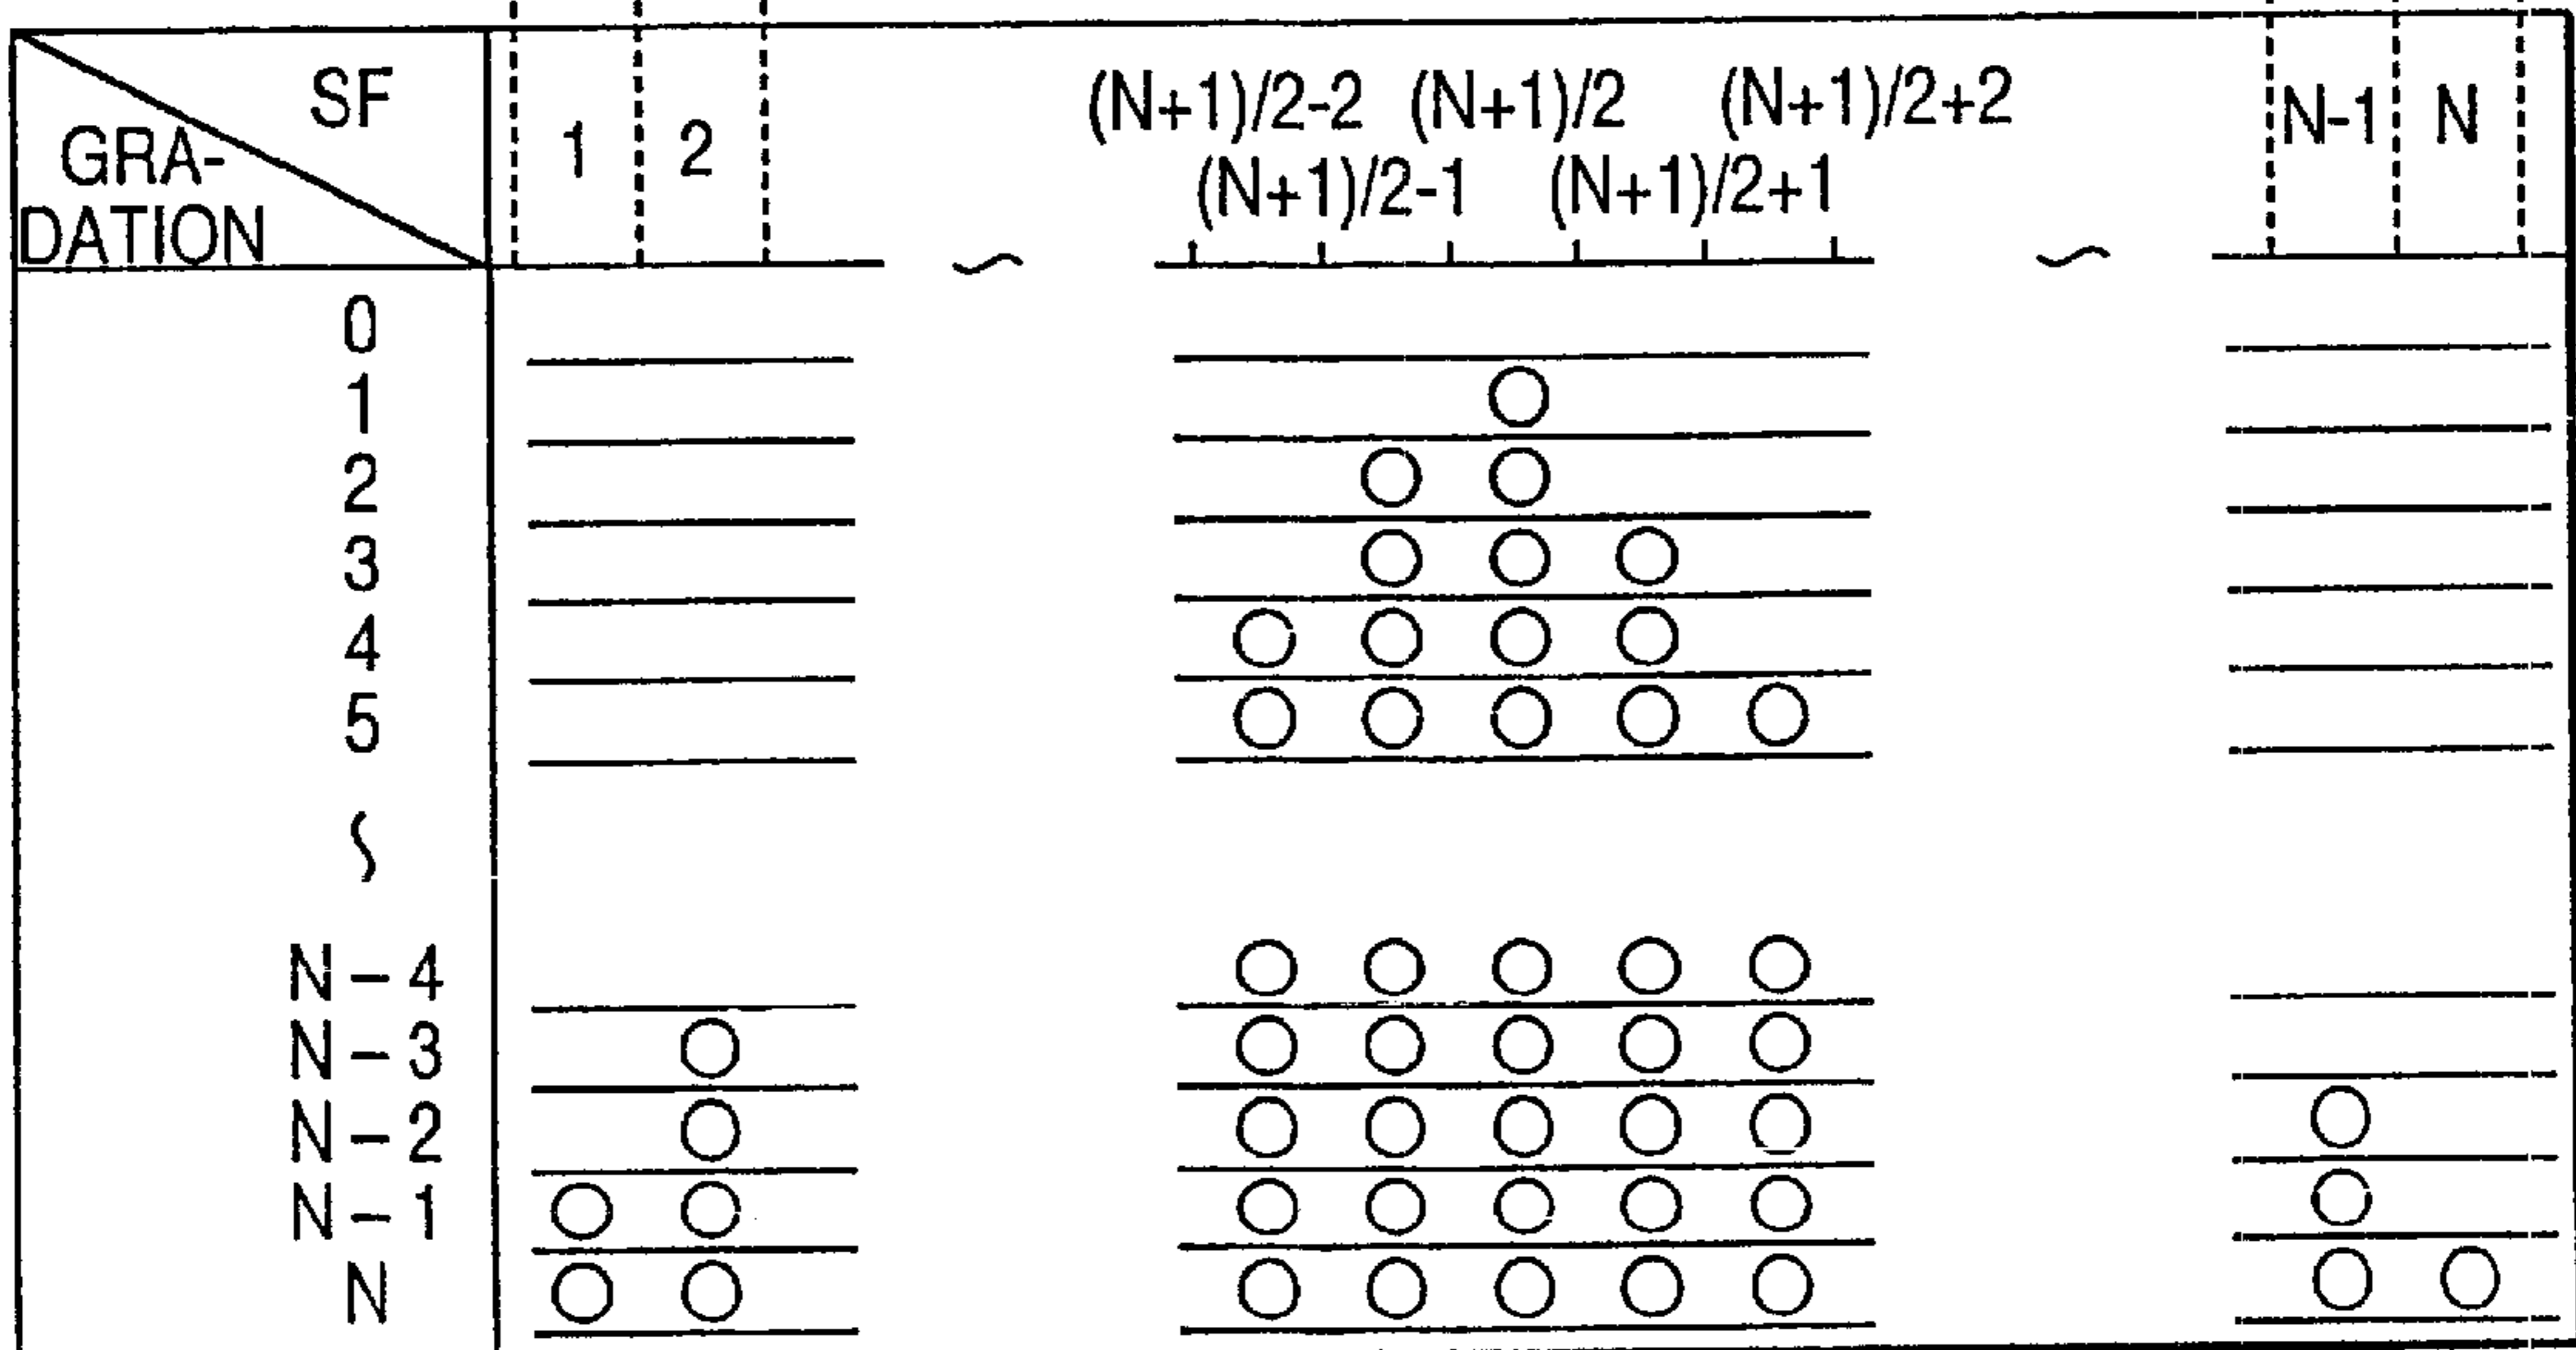 SF
GRA-
DATION
1 2 (N+1)/2-2 (N+1)/2 (N+1)/2+2 N-1 N
(N+1)/2-1 (N+1)/2+1
0
1
2
3
4
5
N-4
N-3
N-2
N-1
N